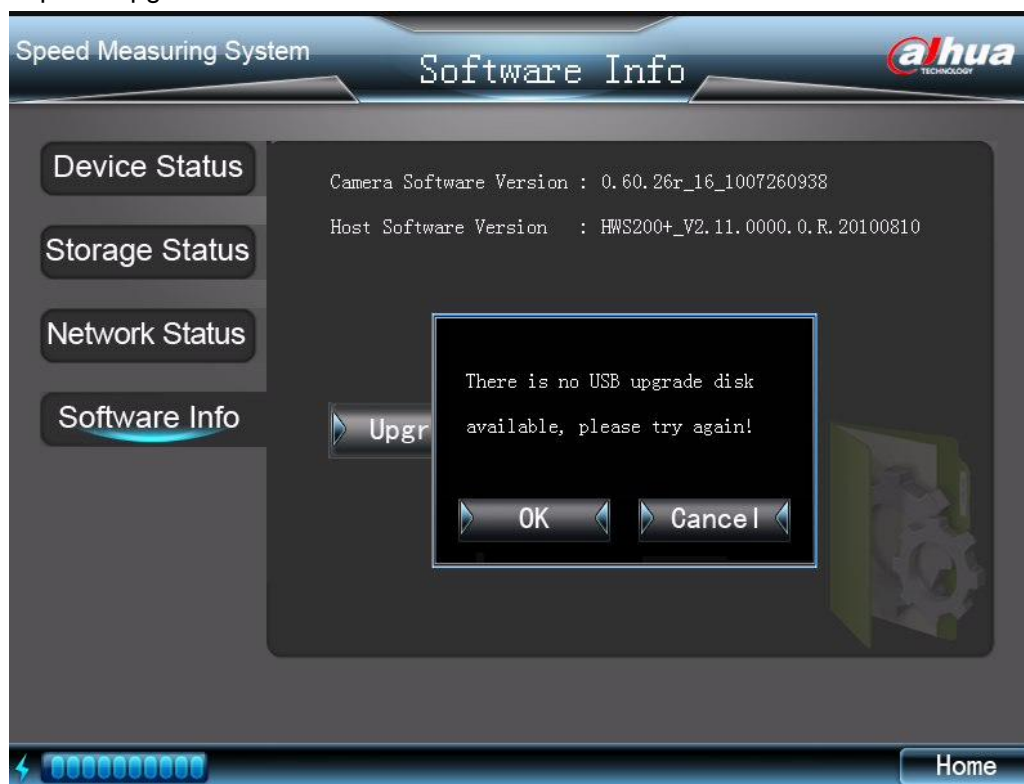 Speed Measuring System
Software Info
alhua
TECHNOLOGY
Device Status
Storage Status
Network Status
Software Info
Camera Software Version : 0.60.26r_16_1007260938
Host Software Version : HWS200+_V2.11.0000.0.R.20100810
Upgr
There is no USB upgrade disk
available, please try again!
OK
Cancel
Home